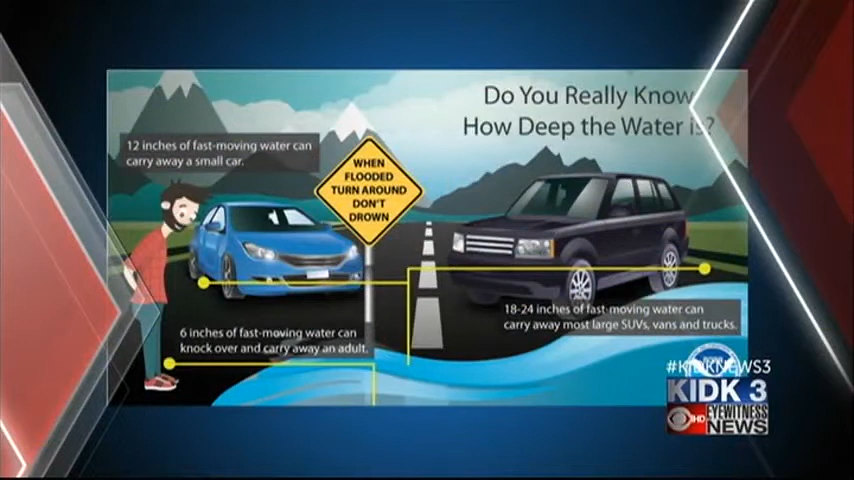 Do You Really Know
How Deep the Water is?
12 inches of fast-moving water can
carry away a small car.
WHEN
FLOODED
TURN AROUND
DON'T
DROWN
18-24 inches of fast-moving water can
carry away most large SUVs, vans and trucks.
6 inches of fast-moving water can
knock over and carry away an adult.
#KIDKNEWS3
KIDK 3
HD
EYEWITNESS
NEWS